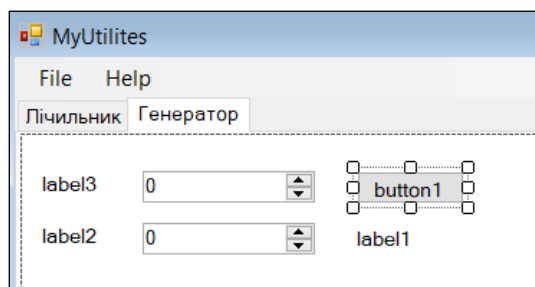 MyUtilites
File Help
Лічильник Генератор
label3 0 button1
label2 0 label1